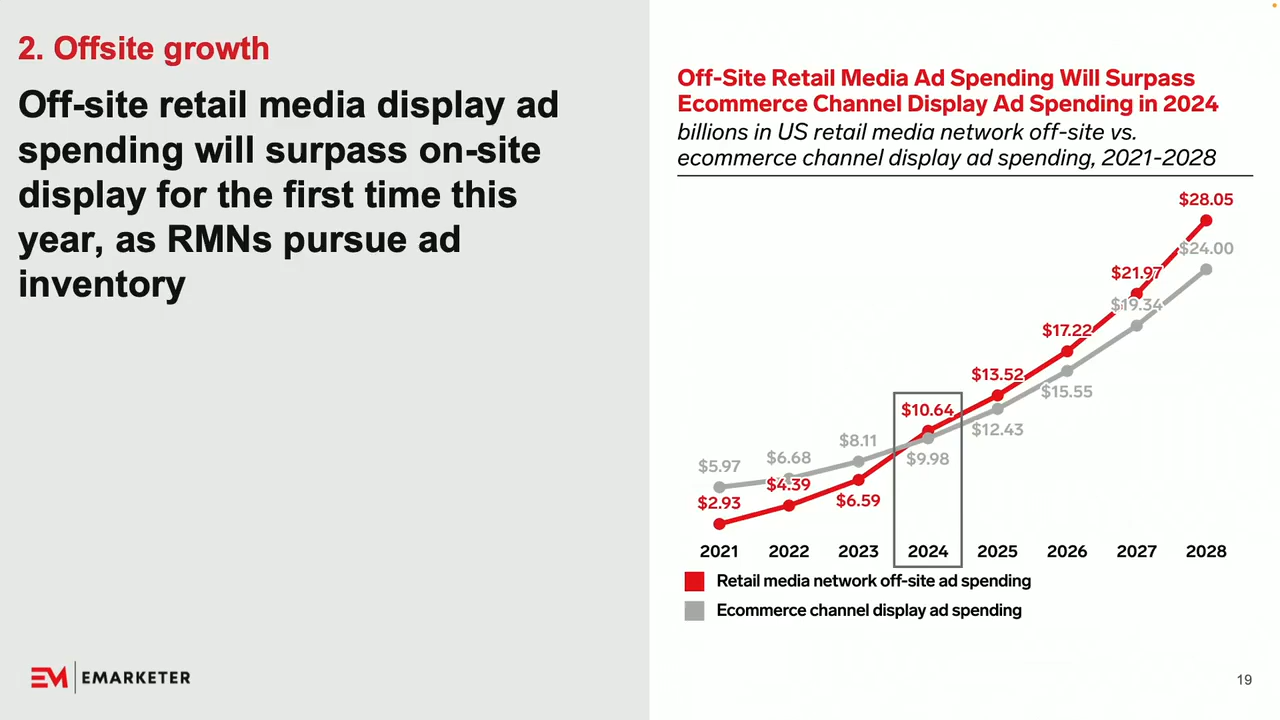 2. Offsite growth
Off-site retail media display ad
spending will surpass on-site
display for the first time this
year, as RMNs pursue ad
inventory
Off-Site Retail Media Ad Spending Will Surpass
Ecommerce Channel Display Ad Spending in 2024
billions in US retail media network off-site vs.
ecommerce channel display ad spending, 2021-2028
$28.05
$24.00
$21.97
$19.34
$17.22
$15.55
$13.52
$12.43
$10.64
$9.98
$8.11
$6.59
$6.68
$4.39
$5.97
$2.93
2021 2022 2023 2024 2025 2026 2027 2028
Retail media network off-site ad spending
Ecommerce channel display ad spending
EM EMARKETER
19